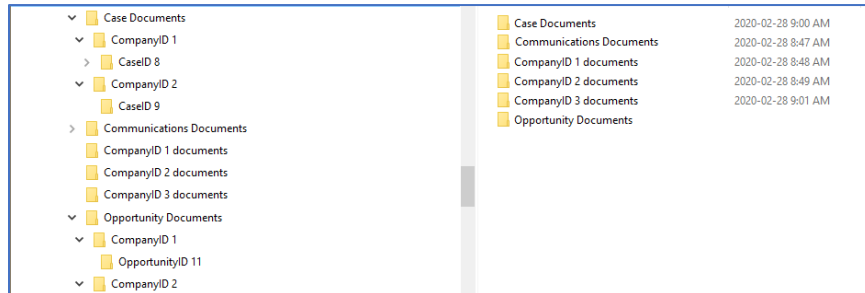 Case Documents
CompanyID 1
CaseID 8
CompanyID 2
CaseID 9
Communications Documents
CompanyID 1 documents
CompanyID 2 documents
CompanyID 3 documents
Opportunity Documents
CompanyID 1
OpportunityID 11
CompanyID 2
Case Documents 2020-02-28 9:00 AM
Communications Documents 2020-02-28 8:47 AM
CompanyID 1 documents 2020-02-28 8:48 AM
CompanyID 2 documents 2020-02-28 8:49 AM
CompanyID 3 documents 2020-02-28 9:01 AM
Opportunity Documents